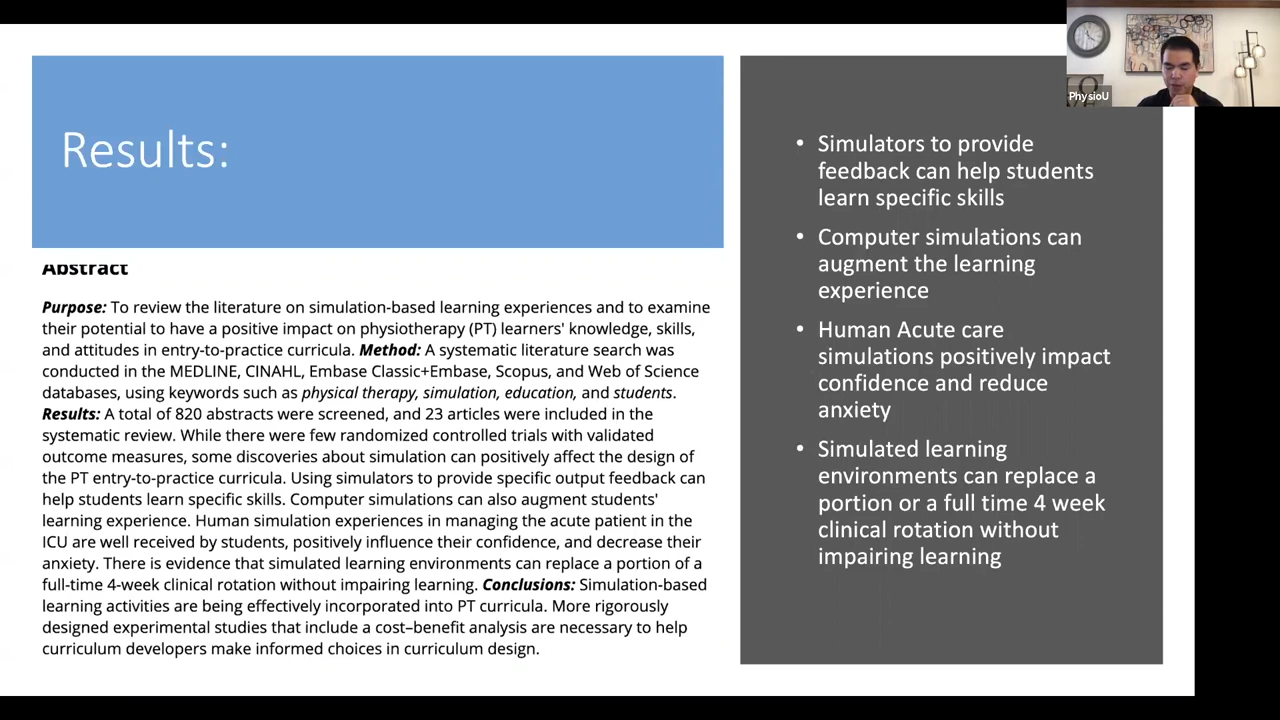 Results:
Abstract
Purpose: To review the literature on simulation-based learning experiences and to examine
their potential to have a positive impact on physiotherapy (PT) learners' knowledge, skills,
and attitudes in entry-to-practice curricula. Method: A systematic literature search was
conducted in the MEDLINE, CINAHL, Embase Classic+Embase, Scopus, and Web of Science
databases, using keywords such as physical therapy, simulation, education, and students.
Results: A total of 820 abstracts were screened, and 23 articles were included in the
systematic review. While there were few randomized controlled trials with validated
outcome measures, some discoveries about simulation can positively affect the design of
the PT entry-to-practice curricula. Using simulators to provide specific output feedback can
help students learn specific skills. Computer simulations can also augment students'
learning experience. Human simulation experiences in managing the acute patient in the
ICU are well received by students, positively influence their confidence, and decrease their
anxiety. There is evidence that simulated learning environments can replace a portion of a
full-time 4-week clinical rotation without impairing learning. Conclusions: Simulation-based
learning activities are being effectively incorporated into PT curricula. More rigorously
designed experimental studies that include a cost–benefit analysis are necessary to help
curriculum developers make informed choices in curriculum design.
• Simulators to provide
feedback can help students
learn specific skills
• Computer simulations can
augment the learning
experience
• Human Acute care
simulations positively impact
confidence and reduce
anxiety
• Simulated learning
environments can replace a
portion or a full time 4 week
clinical rotation without
impairing learning
PhysioU